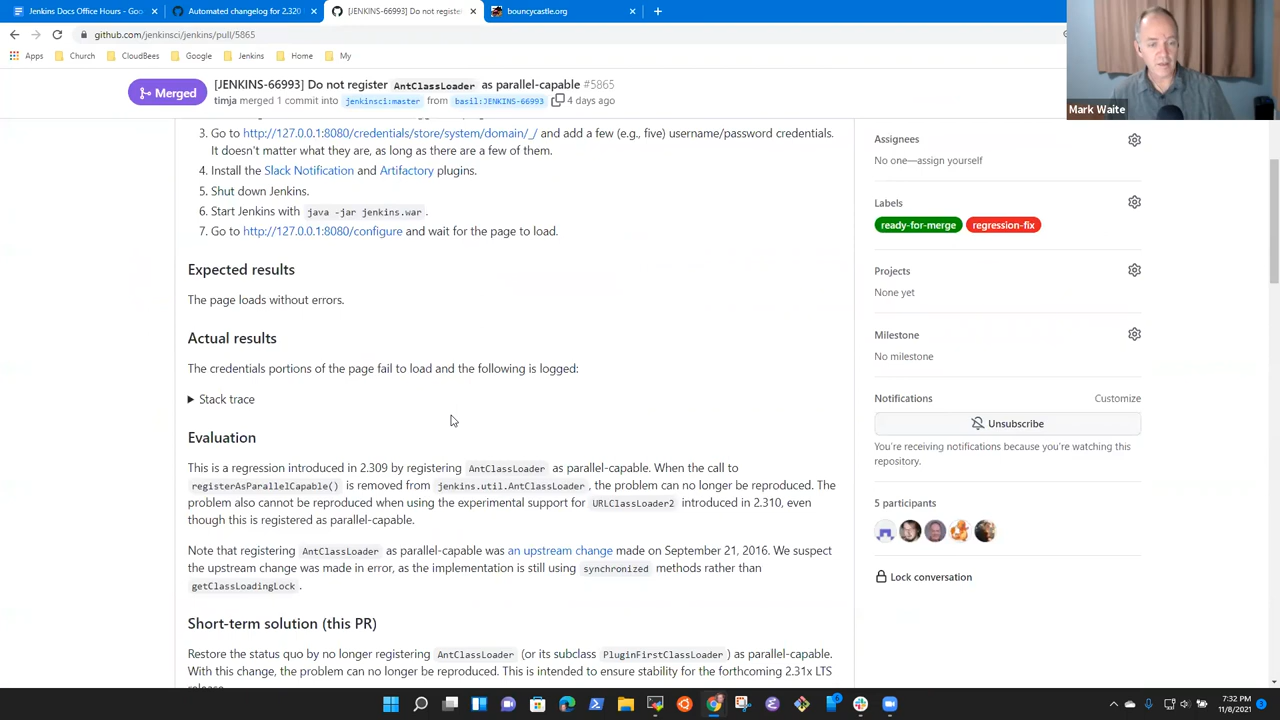 Jenkins Docs Office Hours - Goo
Automated changelog for 2.320
[JENKINS-66993] Do not registe
bouncycastle.org
github.com/jenkinsci/jenkins/pull/5865
Apps Church CloudBees Google Jenkins Home My
Mark Waite
Merged
[JENKINS-66993] Do not register AntClassLoader as parallel-capable #5865
timja merged 1 commit into jenkinsci:master from basil:JENKINS-66993 4 days ago
3. Go to http://127.0.0.1:8080/credentials/store/system/domain/_/ and add a few (e.g., five) username/password credentials.
It doesn't matter what they are, as long as there are a few of them.
4. Install the Slack Notification and Artifactory plugins.
5. Shut down Jenkins.
6. Start Jenkins with java -jar jenkins.war.
7. Go to http://127.0.0.1:8080/configure and wait for the page to load.
Expected results
The page loads without errors.
Actual results
The credentials portions of the page fail to load and the following is logged:
Stack trace
Evaluation
This is a regression introduced in 2.309 by registering AntClassLoader as parallel-capable. When the call to
registerAsParallelCapable() is removed from jenkins.util.AntClassLoader, the problem can no longer be reproduced. The
problem also cannot be reproduced when using the experimental support for URLClassLoader2 introduced in 2.310, even
though this is registered as parallel-capable.
Note that registering AntClassLoader as parallel-capable was an upstream change made on September 21, 2016. We suspect
the upstream change was made in error, as the implementation is still using synchronized methods rather than
getClassLoadingLock.
Short-term solution (this PR)
Restore the status quo by no longer registering AntClassLoader (or its subclass PluginFirstClassLoader) as parallel-capable.
With this change, the problem can no longer be reproduced. This is intended to ensure stability for the forthcoming 2.31x LTS
release.
Assignees
No one—assign yourself
Labels
ready-for-merge regression-fix
Projects
None yet
Milestone
No milestone
Notifications Customize
Unsubscribe
You're receiving notifications because you're watching this
repository.
5 participants
Lock conversation
7:32 PM
11/8/2021